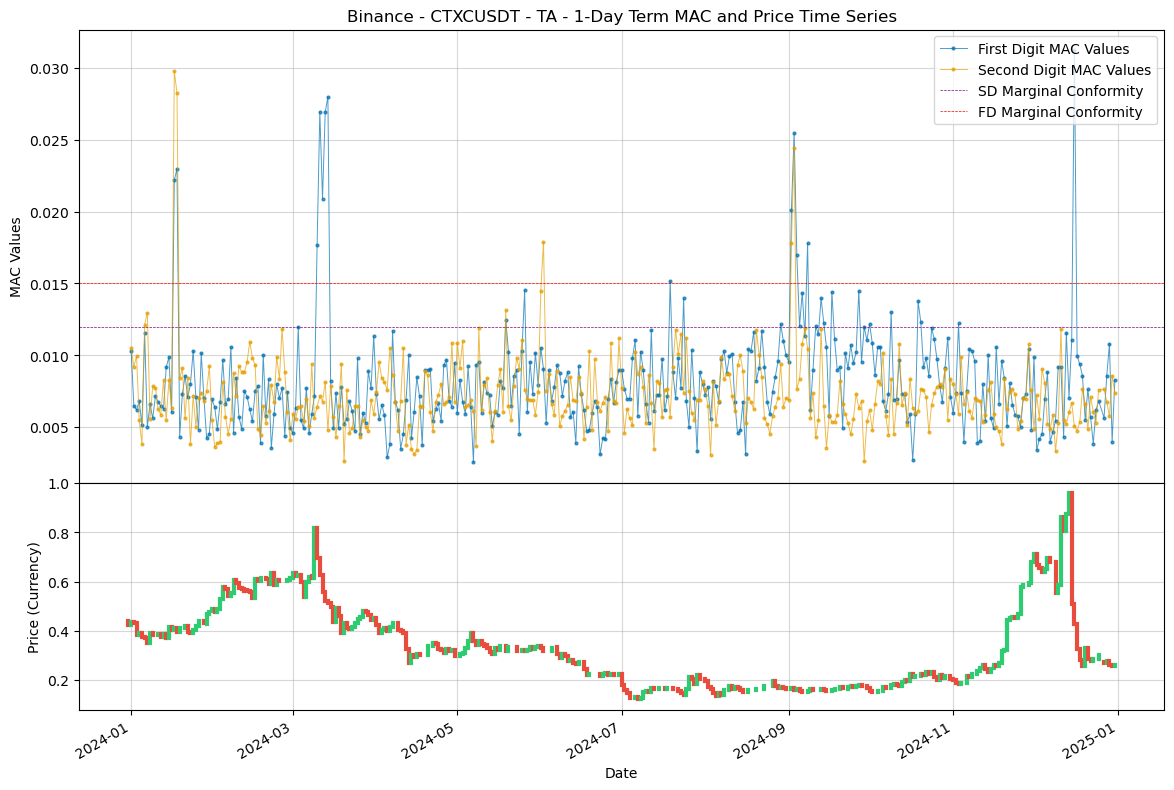 Binance - CTXCUSDT - TA - 1-Day Term MAC and Price Time Series
First Digit MAC Values
Second Digit MAC Values
SD Marginal Conformity
FD Marginal Conformity
MAC Values
0.030
0.025
0.020
0.015
0.010
0.005
Price (Currency)
1.0
0.8
0.6
0.4
0.2
2024-01
2024-03
2024-05
2024-07
2024-09
2024-11
2025-01
Date